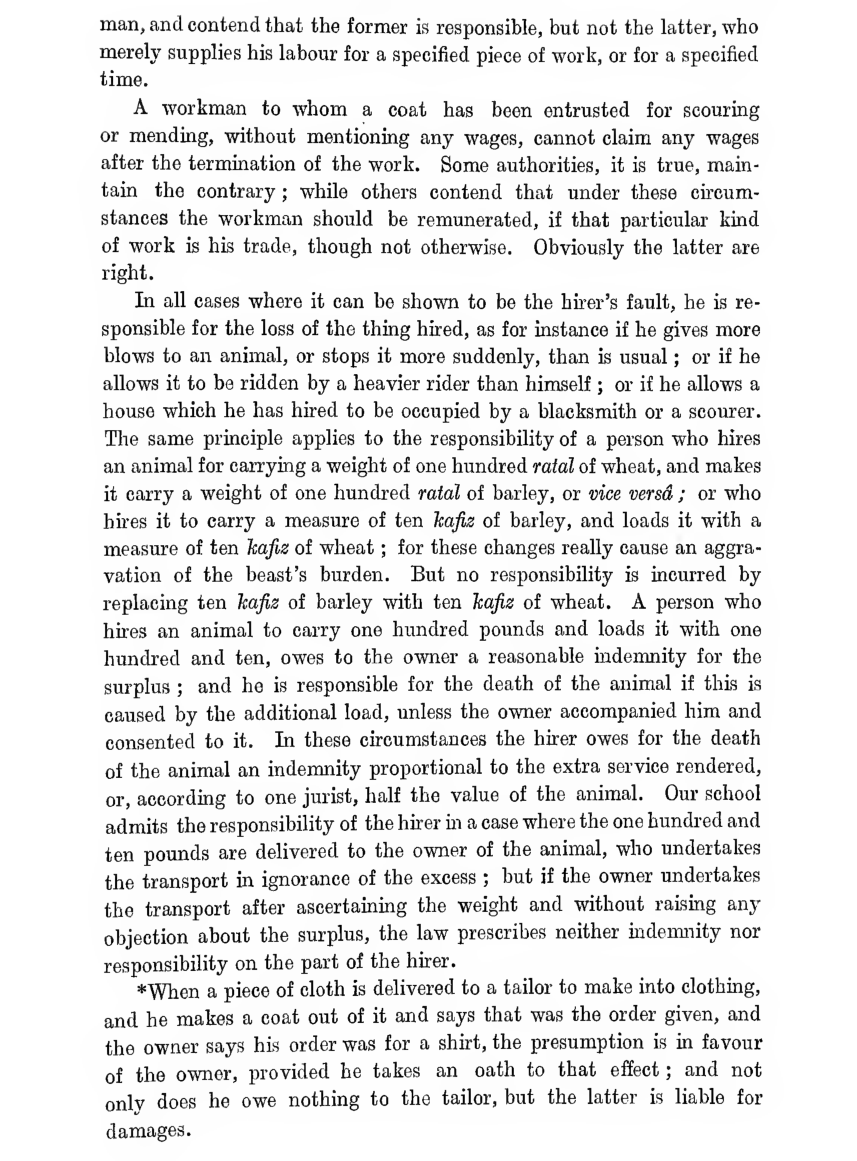 man, and contend that the former is responsible, but not the latter, who
merely supplies his labour for a specified piece of work, or for a specified
time.
A workman to whom a coat has been entrusted for scouring
or mending, without mentioning any wages, cannot claim any wages
after the termination of the work. Some authorities, it is true, main-
tain the contrary ; while others contend that under these circum-
stances the workman should be remunerated, if that particular kind
of work is his trade, though not otherwise. Obviously the latter are
right.
In all cases where it can be shown to be the hirer's fault, he is re-
sponsible for the loss of the thing hired, as for instance if he gives more
blows to an animal, or stops it more suddenly, than is usual ; or if he
allows it to be ridden by a heavier rider than himself ; or if he allows a
house which he has hired to be occupied by a blacksmith or a scourer.
The same principle applies to the responsibility of a person who hires
an animal for carrying a weight of one hundred ratal of wheat, and makes
it carry a weight of one hundred ratal of barley, or vice versâ ; or who
hires it to carry a measure of ten kafiz of barley, and loads it with a
measure of ten kafiz of wheat ; for these changes really cause an aggra-
vation of the beast's burden. But no responsibility is incurred by
replacing ten kafiz of barley with ten kafiz of wheat. A person who
hires an animal to carry one hundred pounds and loads it with one
hundred and ten, owes to the owner a reasonable indemnity for the
surplus ; and he is responsible for the death of the animal if this is
caused by the additional load, unless the owner accompanied him and
consented to it. In these circumstances the hirer owes for the death
of the animal an indemnity proportional to the extra service rendered,
or, according to one jurist, half the value of the animal. Our school
admits the responsibility of the hirer in a case where the one hundred and
ten pounds are delivered to the owner of the animal, who undertakes
the transport in ignorance of the excess ; but if the owner undertakes
the transport after ascertaining the weight and without raising any
objection about the surplus, the law prescribes neither indemnity nor
responsibility on the part of the hirer.
*When a piece of cloth is delivered to a tailor to make into clothing,
and he makes a coat out of it and says that was the order given, and
the owner says his order was for a shirt, the presumption is in favour
of the owner, provided he takes an oath to that effect ; and not
only does he owe nothing to the tailor, but the latter is liable for
damages.